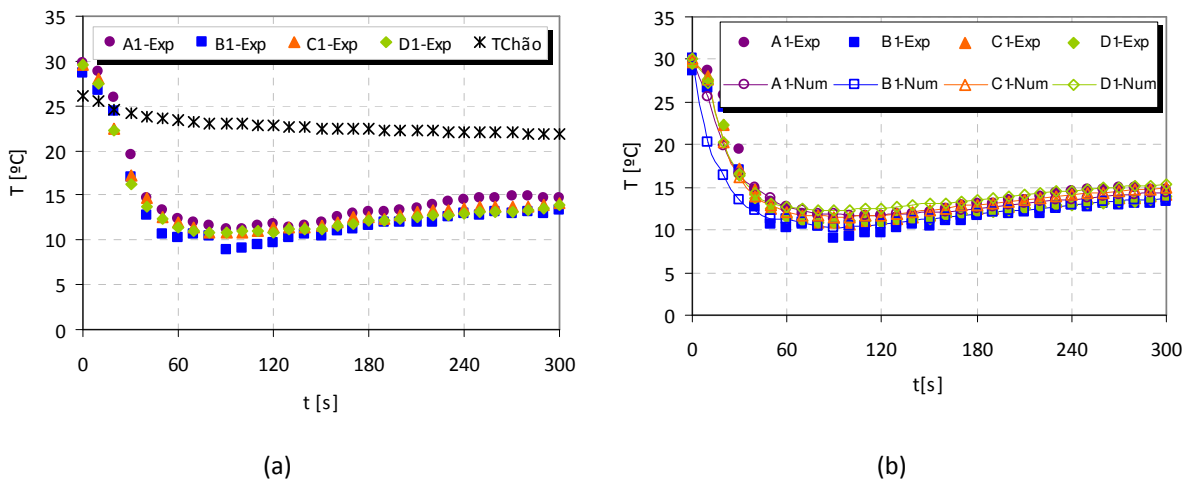 35
30
25
20
15
10
5
0
T [ºC]
A1-Exp B1-Exp C1-Exp D1-Exp TChão
0 60 120 180 240 300
t [s]
(a)
35
30
25
20
15
10
5
0
T [ºC]
A1-Exp B1-Exp C1-Exp D1-Exp
A1-Num B1-Num C1-Num D1-Num
0 60 120 180 240 300
t[s]
(b)